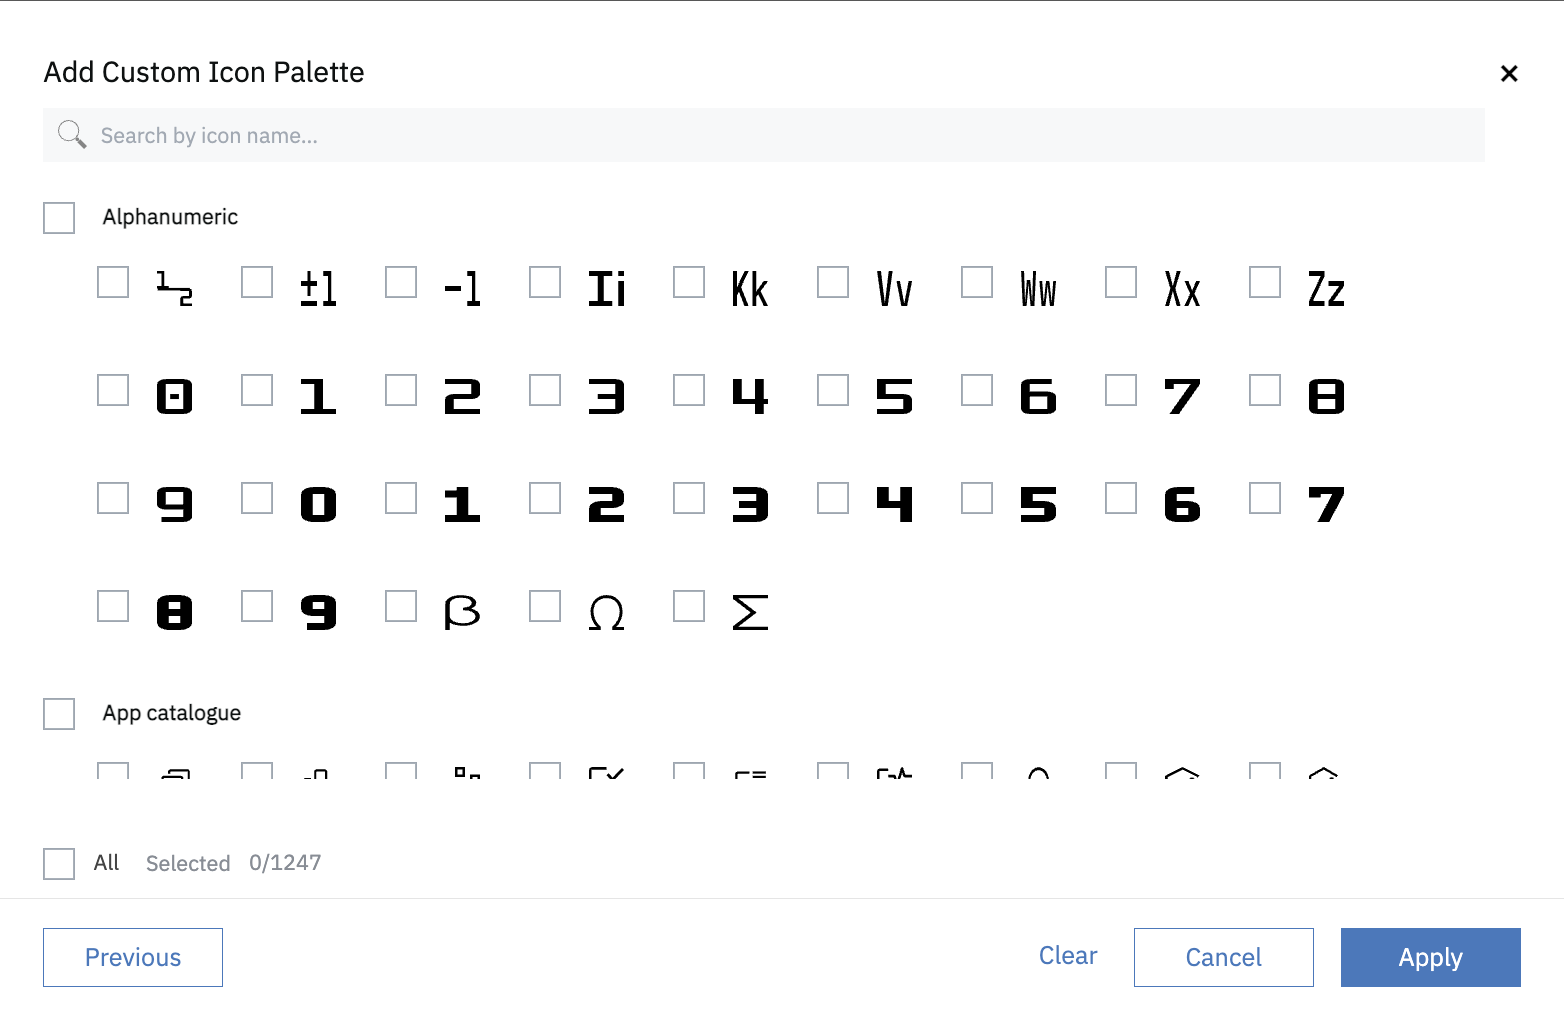 Add Custom Icon Palette
Search by icon name...
Alphanumeric
1 2 ±1 -1 Ii Kk Vv Ww Xx Zz
0 1 2 3 4 5 6 7 8
9 0 1 2 3 4 5 6 7
8 9 β Ω Σ
App catalogue
All Selected 0/1247
Previous Clear Cancel Apply